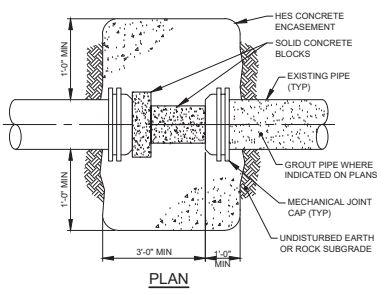 HES CONCRETE
ENCASEMENT
SOLID CONCRETE
BLOCKS
EXISTING PIPE
(TYP)
GROUT PIPE WHERE
INDICATED ON PLANS
MECHANICAL JOINT
CAP (TYP)
UNDISTURBED EARTH
OR ROCK SUBGRADE
1'-0" MIN
1'-0" MIN
3'-0" MIN
1'-0"
MIN
PLAN